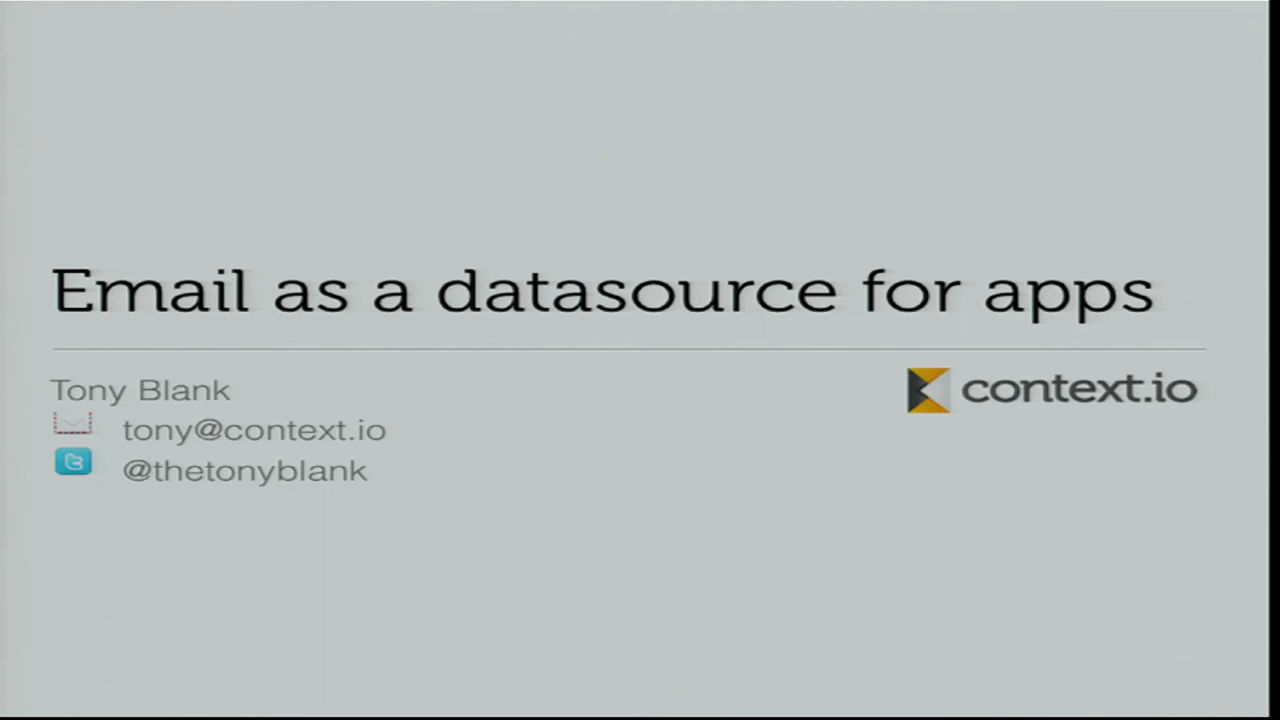 Email as a datasource for apps
Tony Blank
context.io
tony@context.io
@thetonyblank